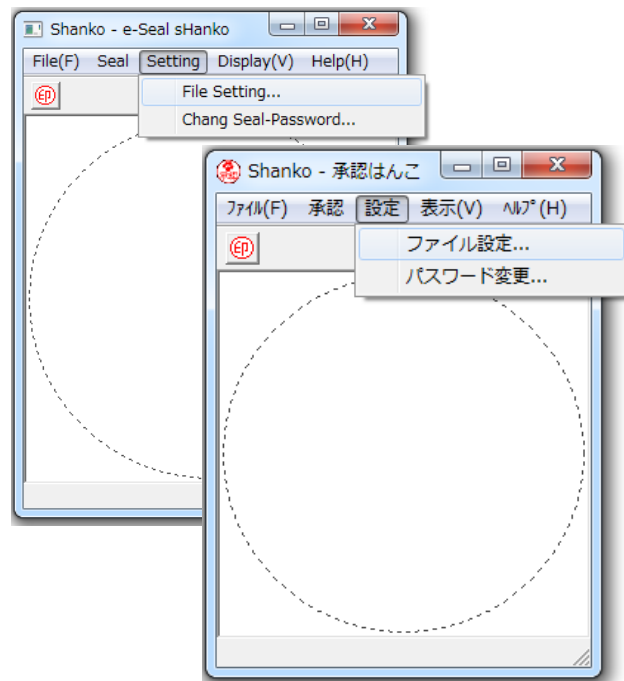 Shanko - e-Seal sHanko
File(F) Seal Setting Display(V) Help(H)
印
File Setting...
Chang Seal-Password...
Shanko - 承認はんこ
ﾌｧｲﾙ(F) 承認 設定 表示(V) ﾍﾙﾌﾟ(H)
印
ファイル設定...
パスワード変更...